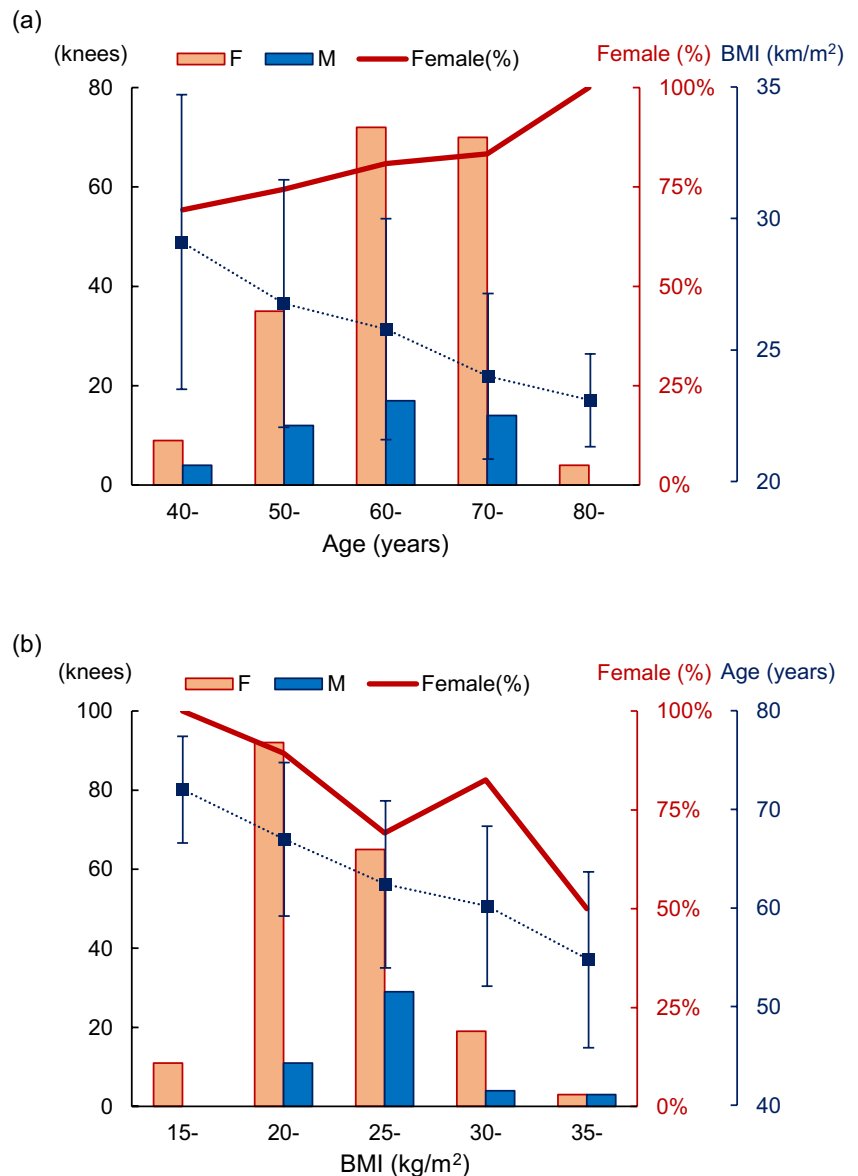 (a)
(knees) F M Female(%) Female (%) BMI (km/m²)
80 100% 35
60 75% 30
40 50%
25
20 25%
0 0% 20
40- 50- 60- 70- 80-
Age (years)
(b)
(knees) F M Female(%) Female (%) Age (years)
100 100% 80
80 75% 70
60
50% 60
40
25% 50
20
0 0% 40
15- 20- 25- 30- 35-
BMI (kg/m²)